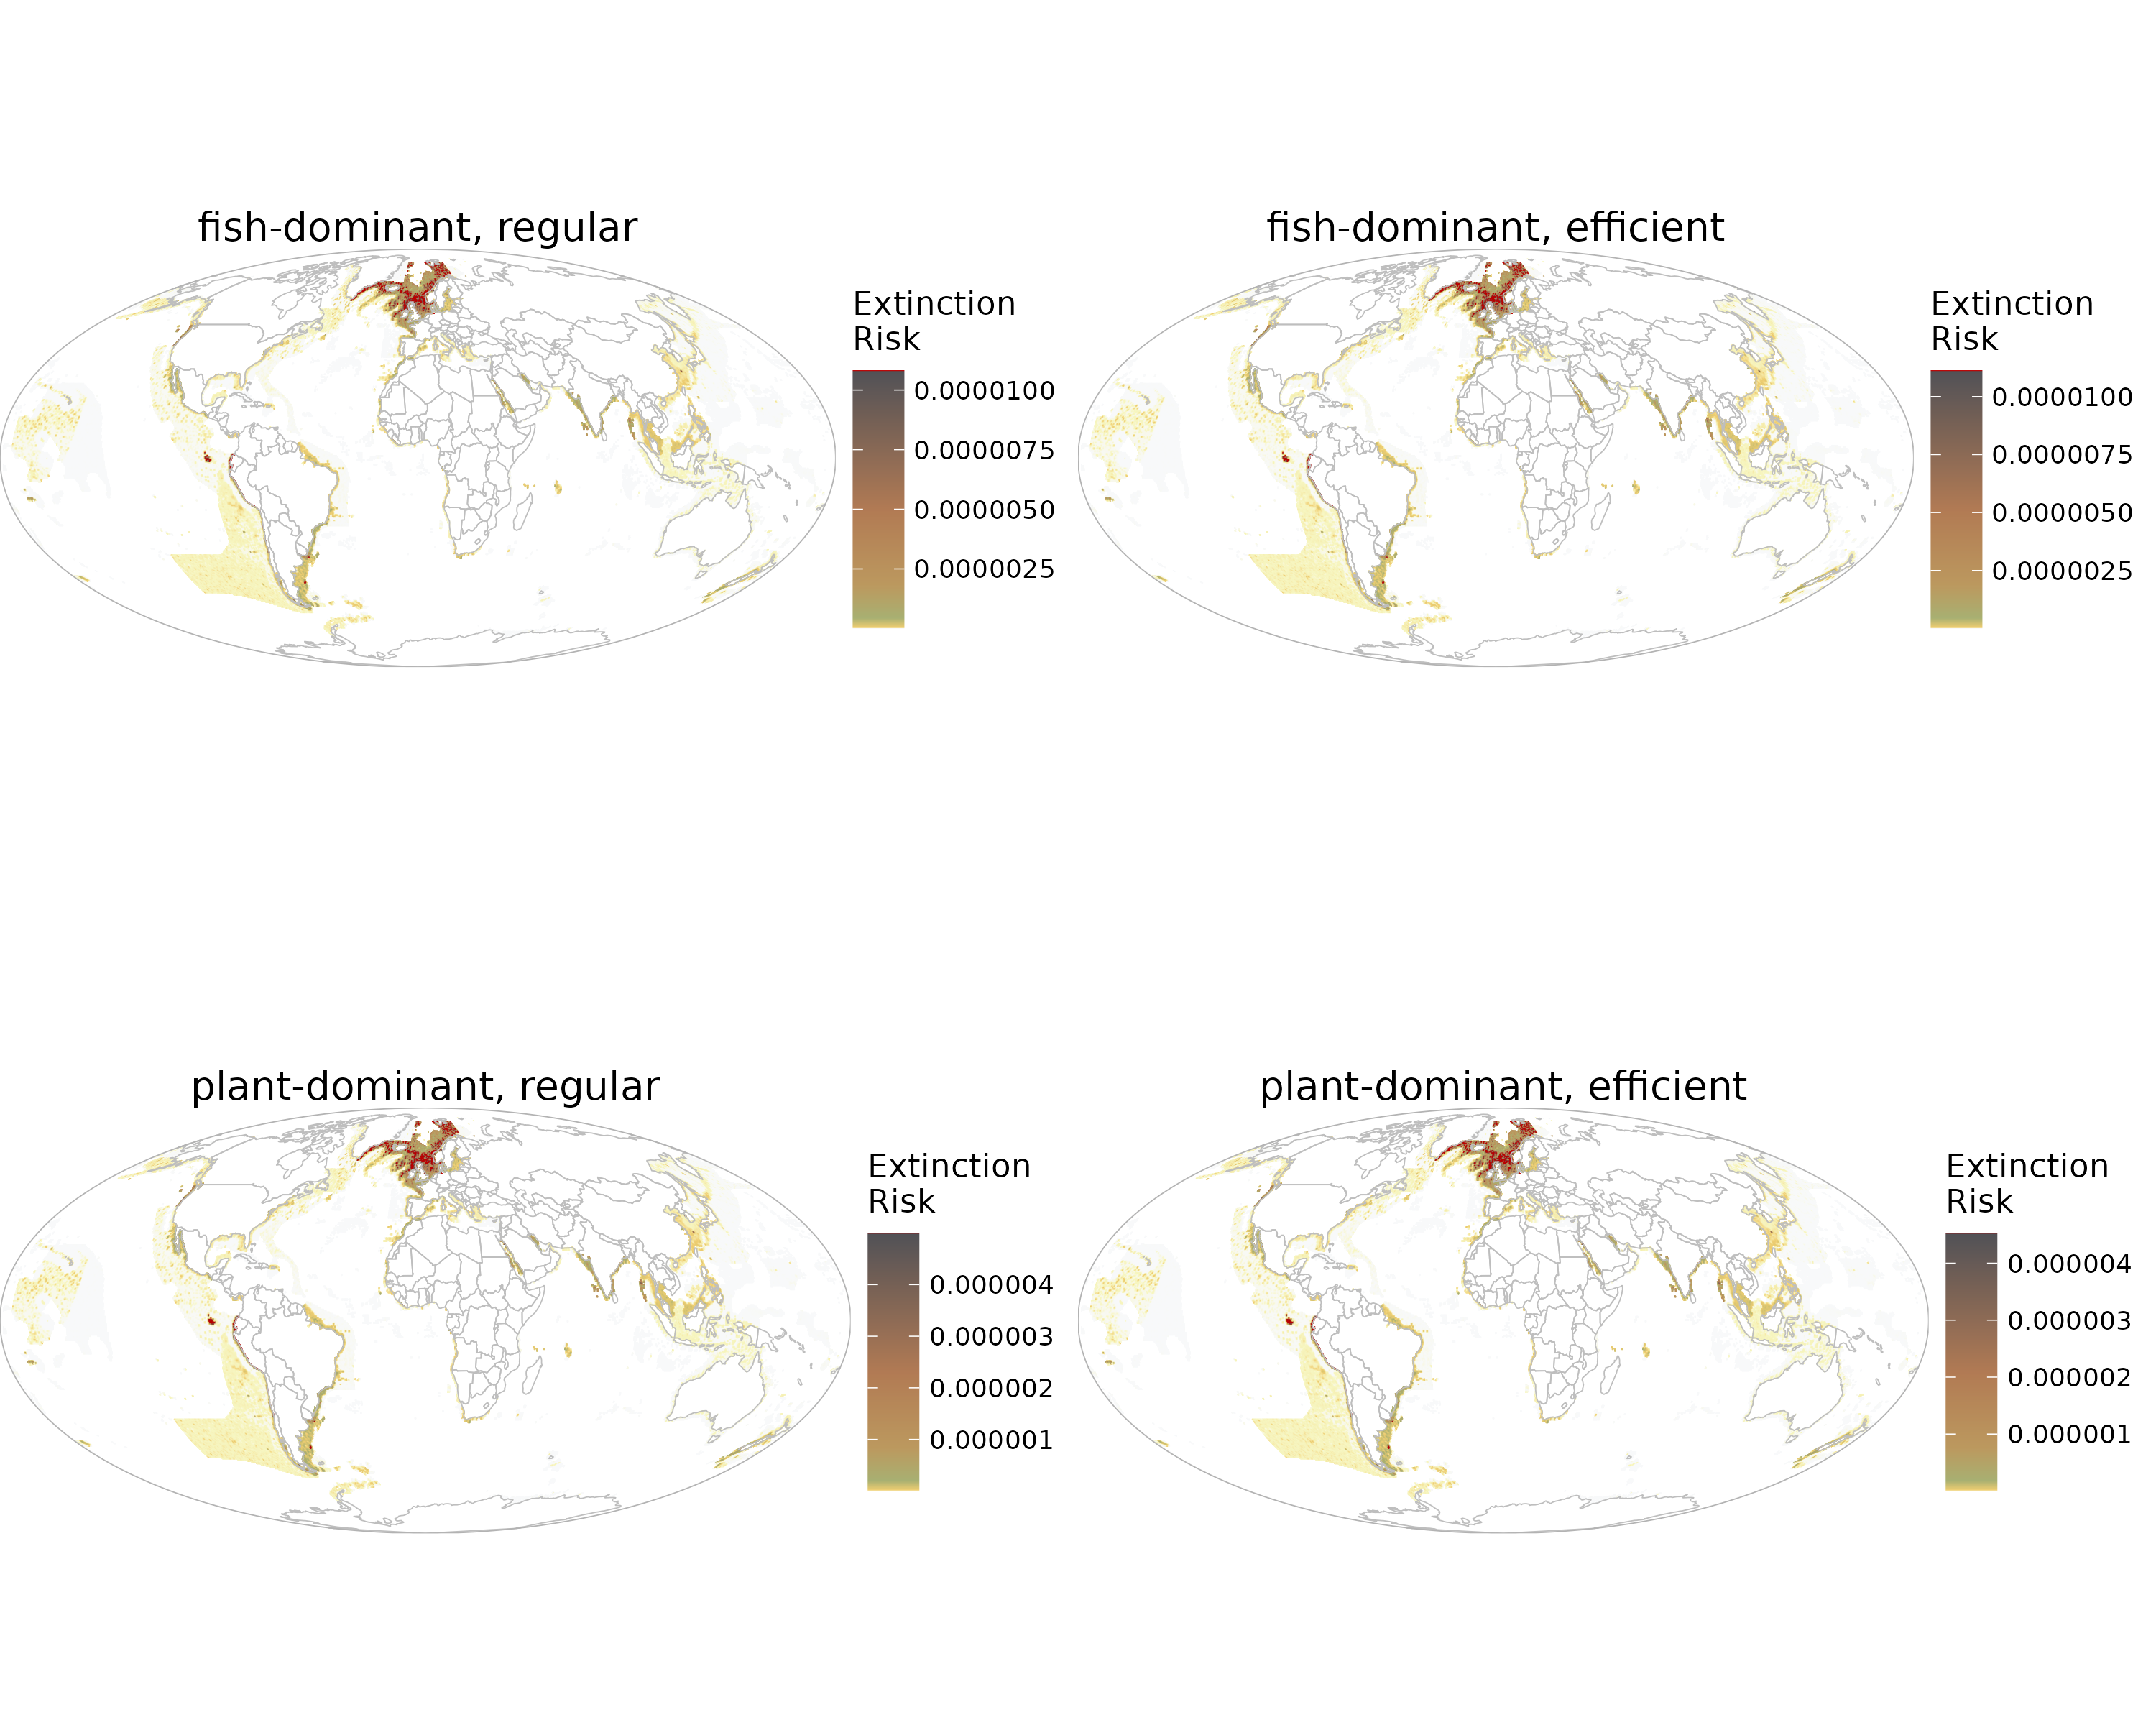 fish-dominant, regular
Extinction
Risk
0.0000100
0.0000075
0.0000050
0.0000025
fish-dominant, efficient
Extinction
Risk
0.0000100
0.0000075
0.0000050
0.0000025
plant-dominant, regular
Extinction
Risk
0.000004
0.000003
0.000002
0.000001
plant-dominant, efficient
Extinction
Risk
0.000004
0.000003
0.000002
0.000001